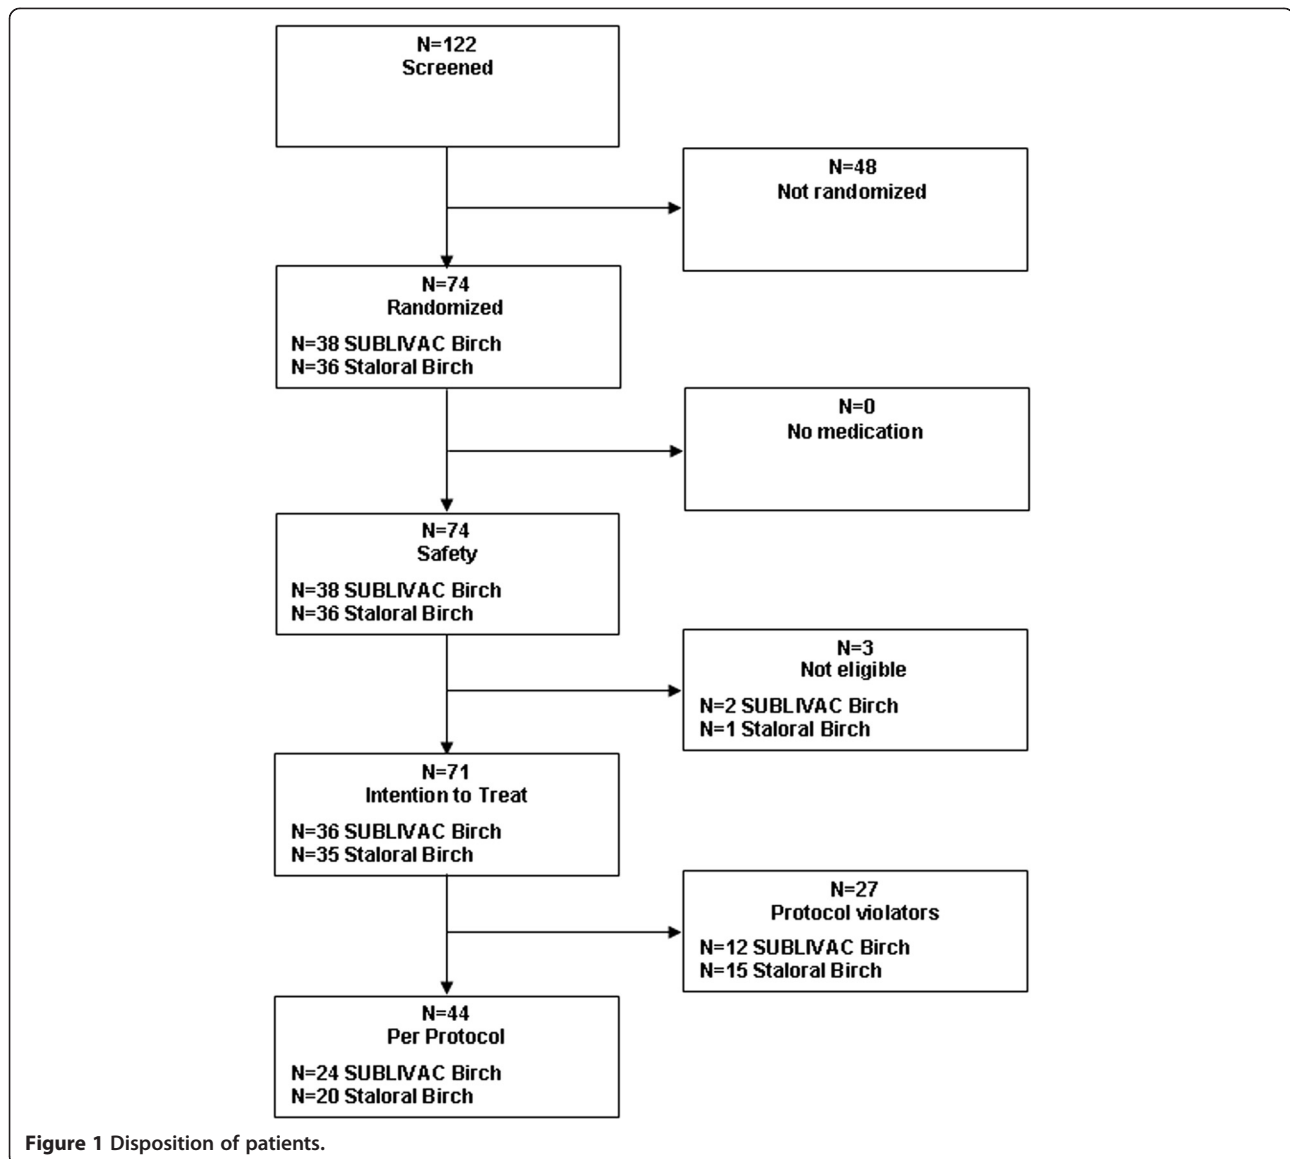 N=122
Screened
N=48
Not randomized
N=74
Randomized
N=38 SUBLIVAC Birch
N=36 Staloral Birch
N=0
No medication
N=74
Safety
N=38 SUBLIVAC Birch
N=36 Staloral Birch
N=3
Not eligible
N=2 SUBLIVAC Birch
N=1 Staloral Birch
N=71
Intention to Treat
N=36 SUBLIVAC Birch
N=35 Staloral Birch
N=27
Protocol violators
N=12 SUBLIVAC Birch
N=15 Staloral Birch
N=44
Per Protocol
N=24 SUBLIVAC Birch
N=20 Staloral Birch
Figure 1 Disposition of patients.